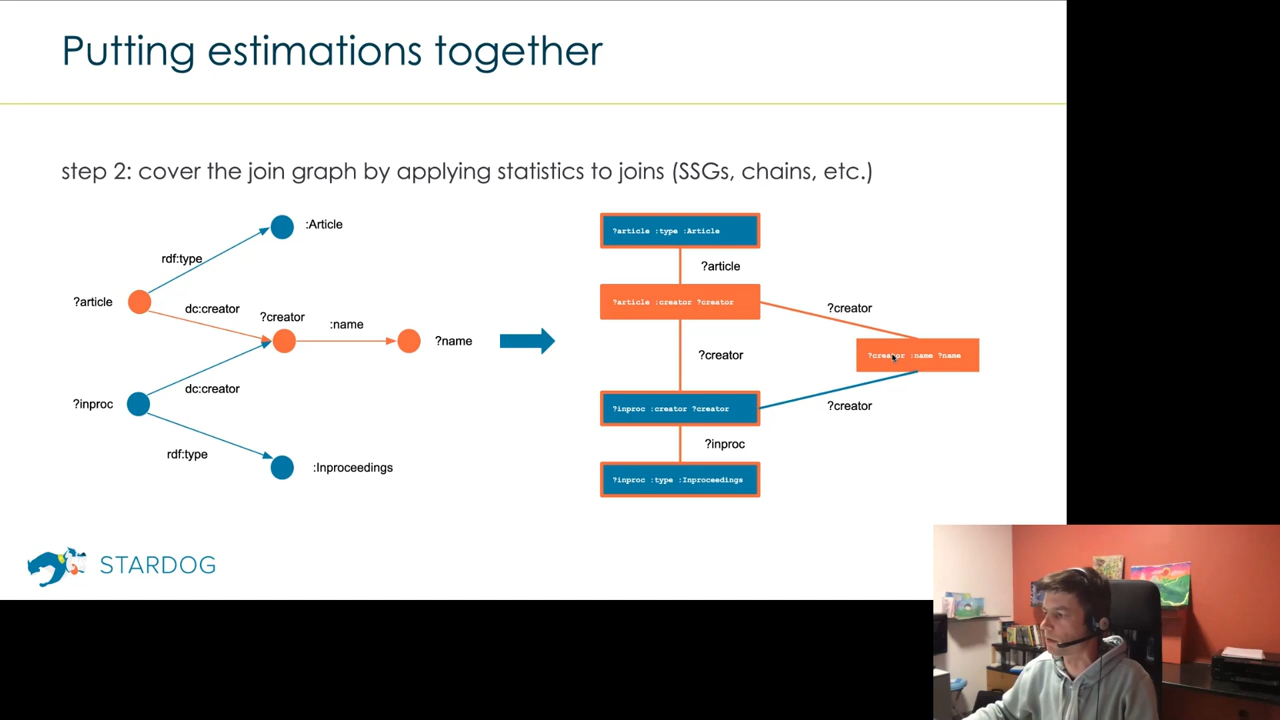 Putting estimations together
step 2: cover the join graph by applying statistics to joins (SSGs, chains, etc.)
:Article
rdf:type
?article
dc:creator
?creator
:name
?name
dc:creator
?inproc
rdf:type
:Inproceedings
?article :type :Article
?article
?article :creator ?creator
?creator
?creator
?creator :name ?name
?inproc :creator ?creator
?creator
?inproc
?inproc :type :Inproceedings
STARDOG